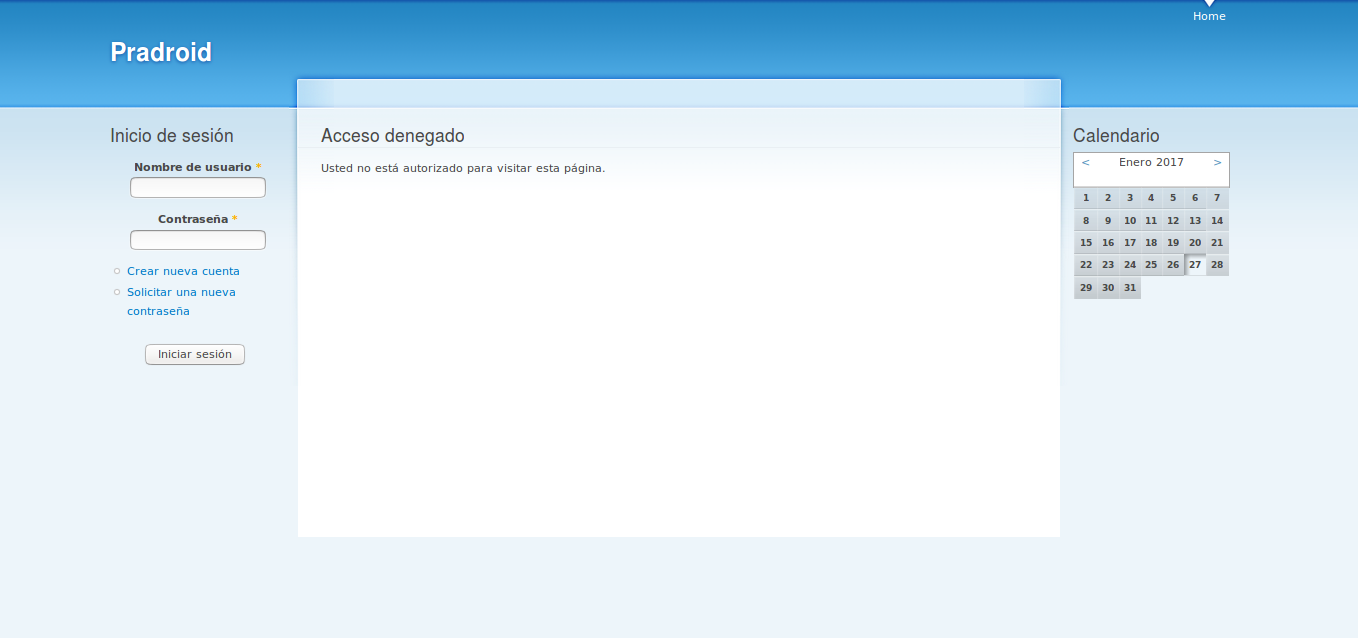 Home
Pradroid
Inicio de sesión
Nombre de usuario *
Contraseña *
Crear nueva cuenta
Solicitar una nueva
contraseña
Iniciar sesión
Acceso denegado
Usted no está autorizado para visitar esta página.
Calendario
< Enero 2017 >
1 2 3 4 5 6 7
8 9 10 11 12 13 14
15 16 17 18 19 20 21
22 23 24 25 26 27 28
29 30 31